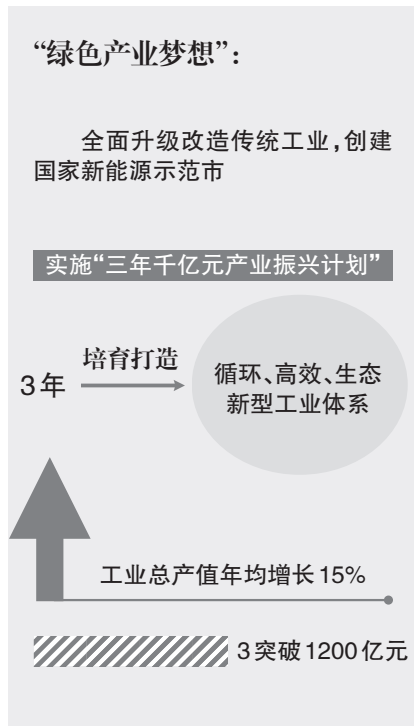 “绿色产业梦想”：
全面升级改造传统工业，创建
国家新能源示范市
实施“三年千亿元产业振兴计划”
3年
培育打造
循环、高效、生态
新型工业体系
工业总产值年均增长15%
3突破1200亿元